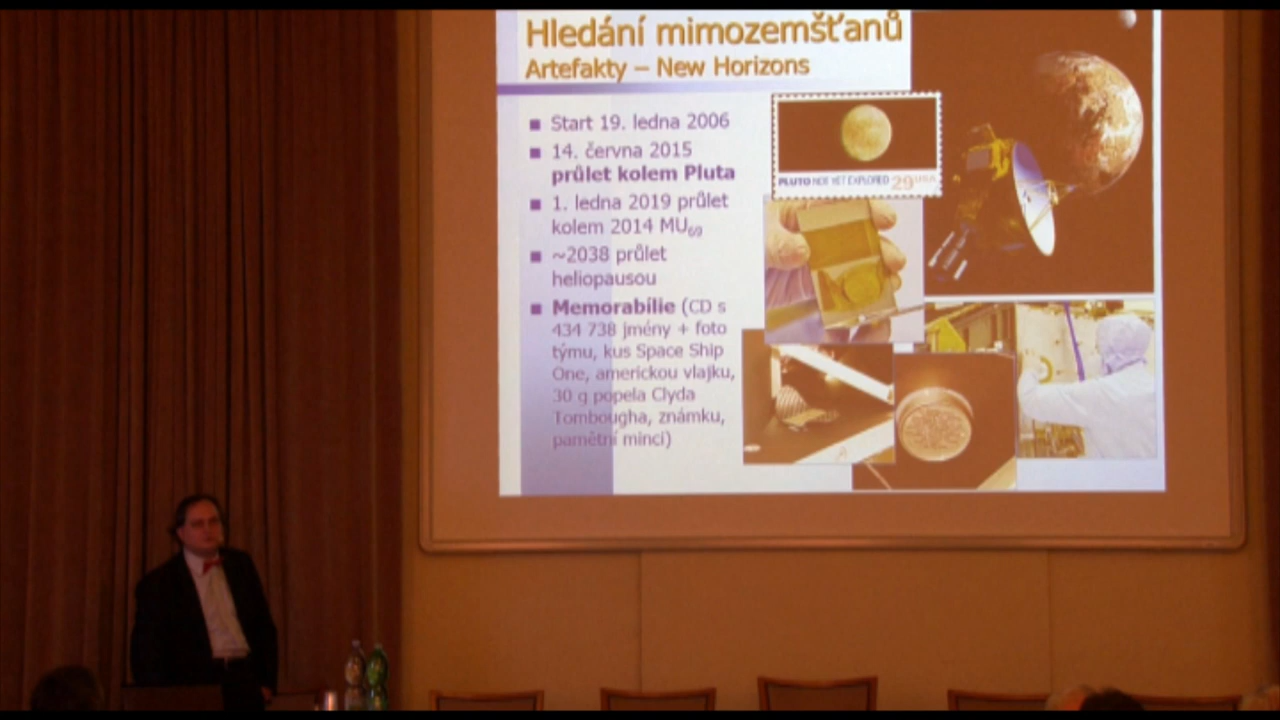 Hledání mimozemšťanů
Artefakty – New Horizons
Start 19. ledna 2006
14. června 2015
průlet kolem Pluta
1. ledna 2019 průlet
kolem 2014 MU69
~2038 průlet
heliopausou
Memorabílie (CD s
434 738 jmény + foto
týmu, kus Space Ship
One, americkou vlajku,
30 g popela Clyda
Tombougha, známku,
pamětní minci)
PLUTO NOT YET EXPLORED 29 USA